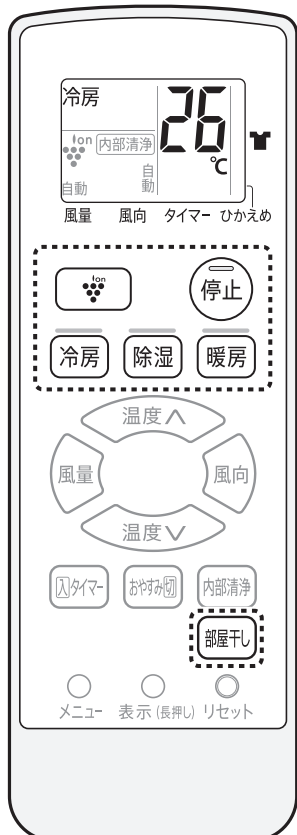 冷房 26℃
ion 内部清浄
自動 自動
風量 風向 タイマー ひかえめ
ion 停止
冷房 除湿 暖房
温度∧
風量 風向
温度∨
入タイマー おやすみ切 内部清浄
部屋干し
メニュー 表示(長押し) リセット